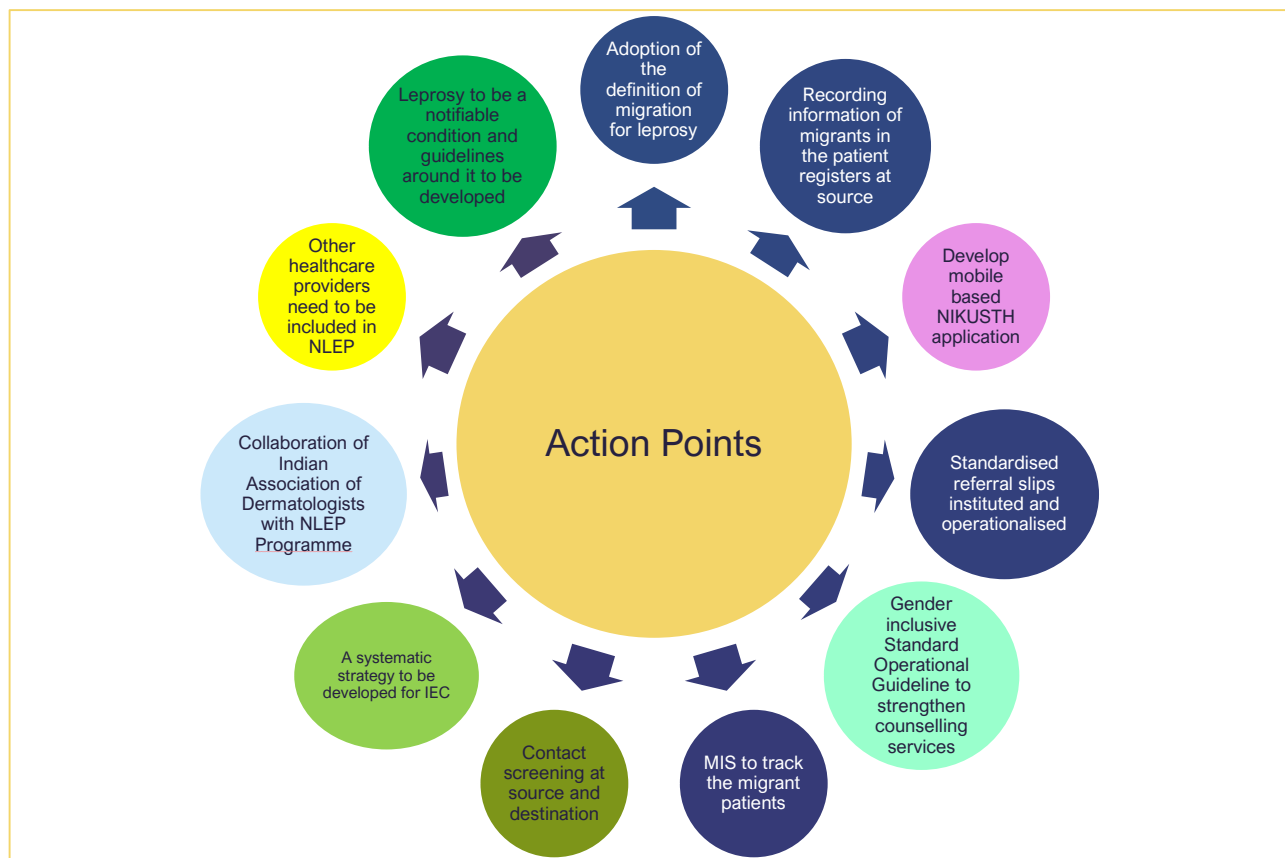 Action Points
Adoption of
the
definition of
migration
for leprosy
Recording
information of
migrants in
the patient
registers at
source
Develop
mobile
based
NIKUSTH
application
Standardised
referral slips
instituted and
operationalised
Gender
inclusive
Standard
Operational
Guideline to
strengthen
counselling
services
MIS to track
the migrant
patients
Contact
screening at
source and
destination
A systematic
strategy to be
developed for IEC
Collaboration of
Indian
Association of
Dermatologists
with NLEP
Programme
Other
healthcare
providers
need to be
included in
NLEP
Leprosy to be a
notifiable
condition and
guidelines
around it to be
developed